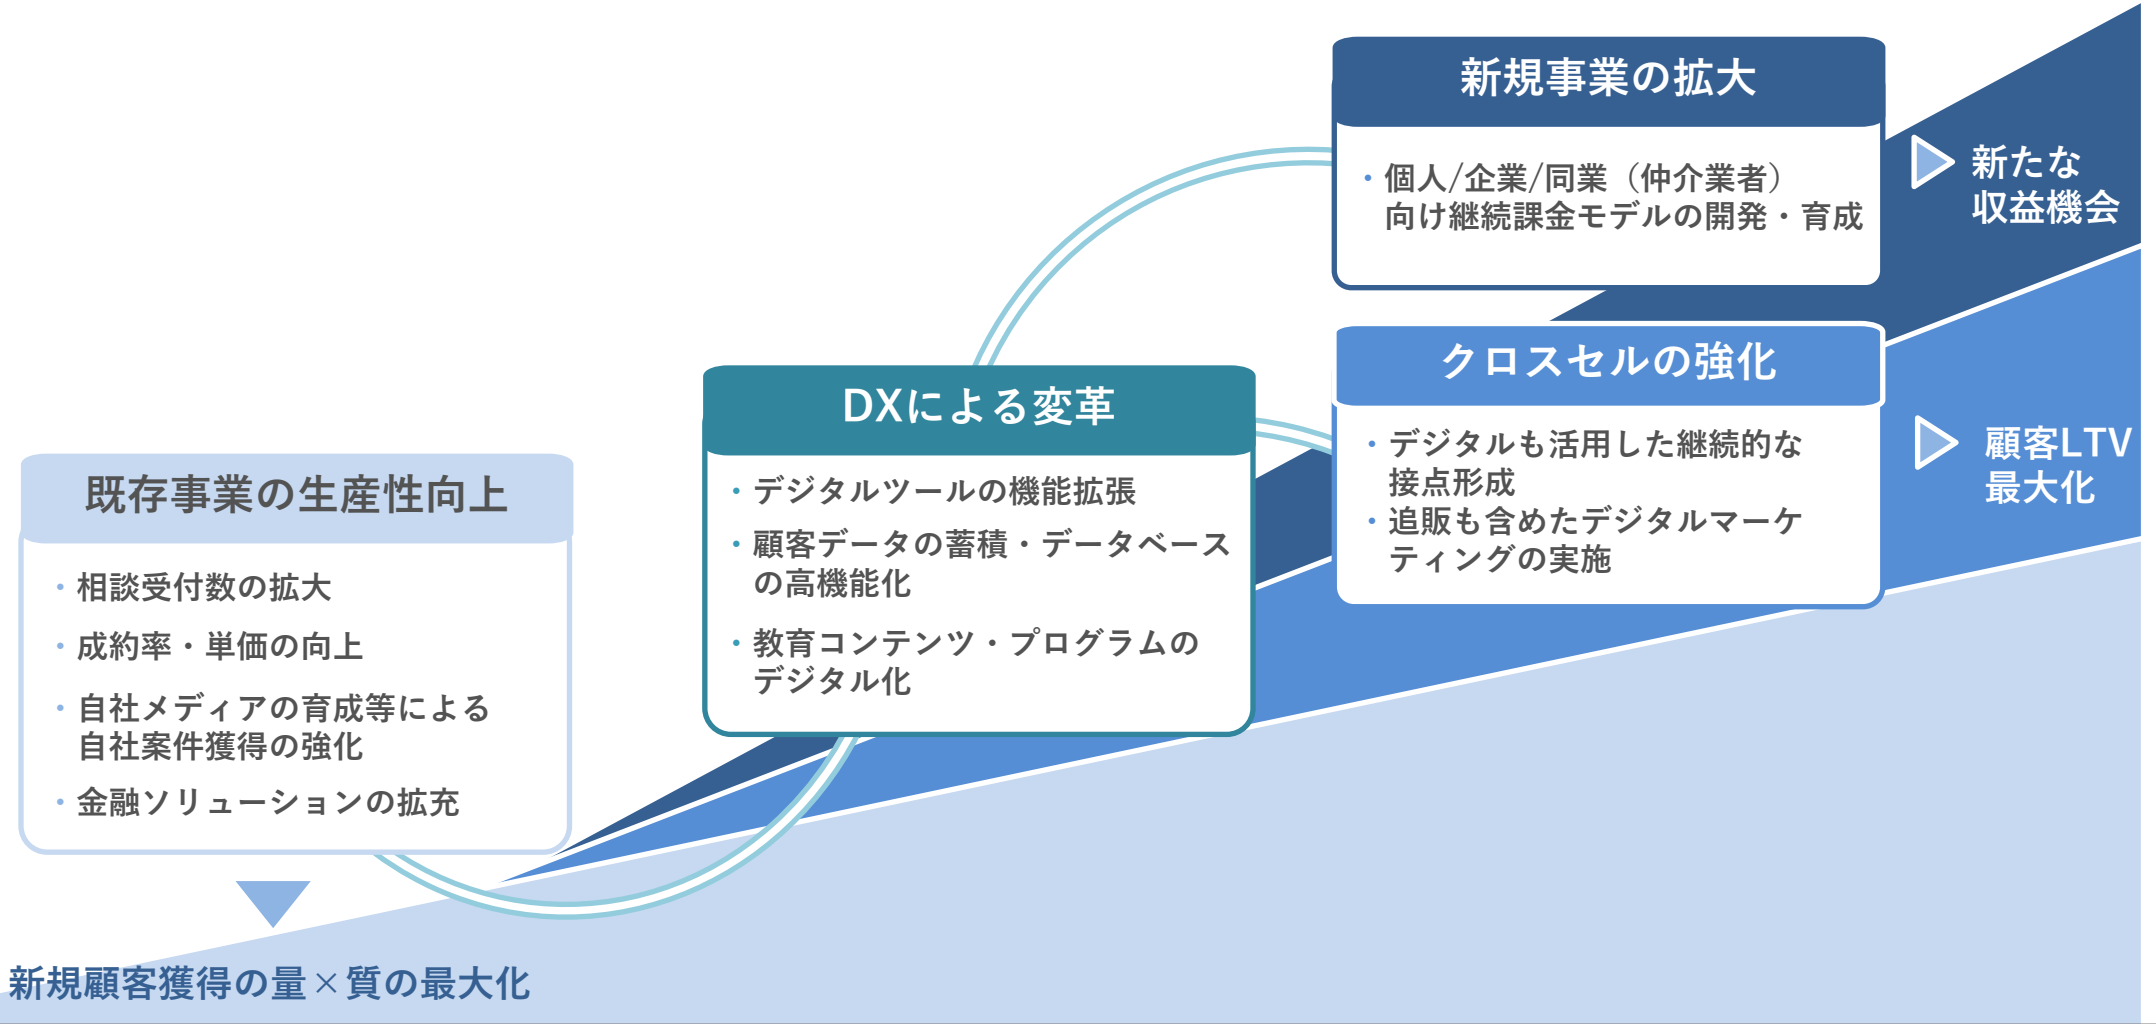 既存事業の生産性向上
・相談受付数の拡大
・成約率・単価の向上
・自社メディアの育成等による
自社案件獲得の強化
・金融ソリューションの拡充
新規顧客獲得の量×質の最大化
DXによる変革
・デジタルツールの機能拡張
・顧客データの蓄積・データベース
の高機能化
・教育コンテンツ・プログラムの
デジタル化
新規事業の拡大
・個人/企業/同業（仲介業者）
向け継続課金モデルの開発・育成
新たな
収益機会
クロスセルの強化
・デジタルも活用した継続的な
接点形成
・追販も含めたデジタルマーケ
ティングの実施
顧客LTV
最大化